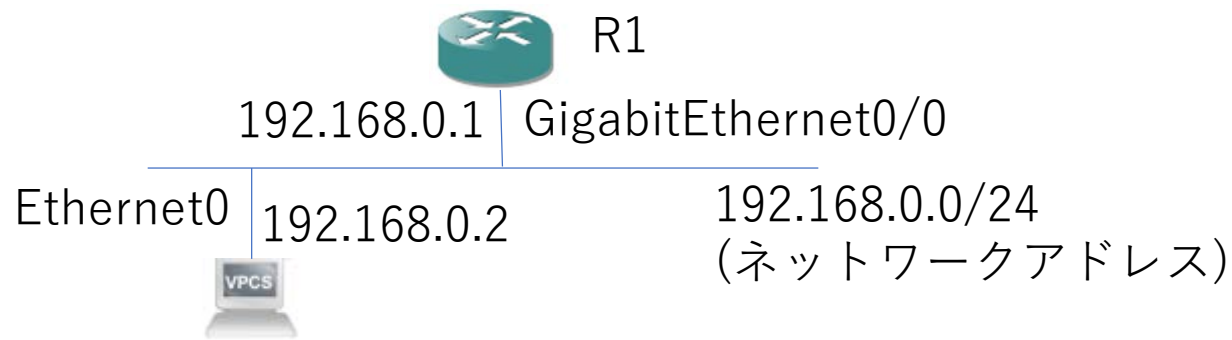 R1
192.168.0.1
GigabitEthernet0/0
Ethernet0
192.168.0.2
192.168.0.0/24
(ネットワークアドレス)
VPCS